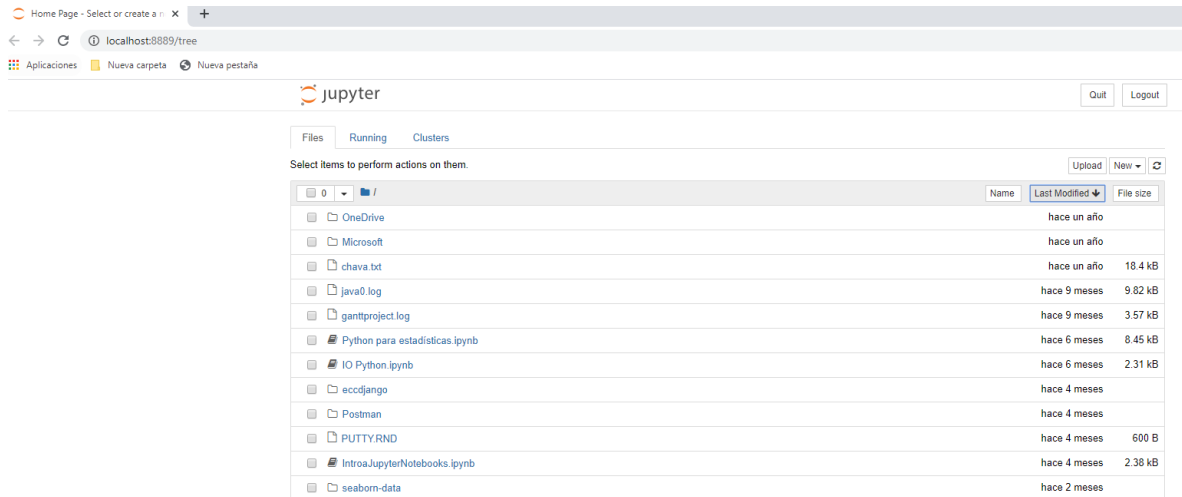 Home Page - Select or create a n
localhost:8889/tree
Aplicaciones Nueva carpeta Nueva pestaña
jupyter Quit Logout
Files Running Clusters
Select items to perform actions on them. Upload New
0 / Name Last Modified File size
OneDrive hace un año
Microsoft hace un año
chava.txt hace un año 18.4 kB
java0.log hace 9 meses 9.82 kB
ganttproject.log hace 9 meses 3.57 kB
Python para estadísticas.ipynb hace 6 meses 8.45 kB
IO Python.ipynb hace 6 meses 2.31 kB
eccdjango hace 4 meses
Postman hace 4 meses
PUTTY.RND hace 4 meses 600 B
IntroaJupyterNotebooks.ipynb hace 4 meses 2.38 kB
seaborn-data hace 2 meses